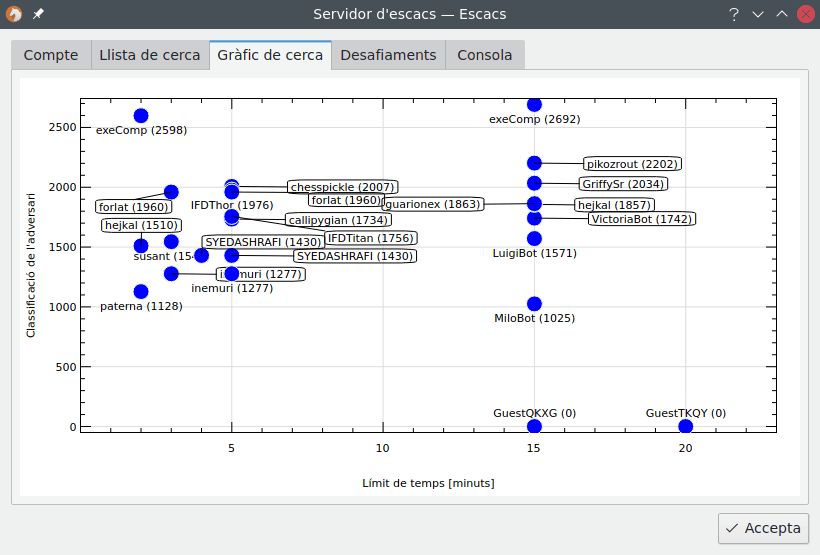 Servidor d'escacs — Escacs
Compte
Llista de cerca
Gràfic de cerca
Desafiaments
Consola
Classificació de l'adversari
2500
2000
1500
1000
500
0
exeComp (2598)
exeComp (2692)
pikozrout (2202)
GriffySr (2034)
chesspickle (2007)
forlat (1960)
forlat (1960)
IFDThor (1976)
guarionex (1863)
hejkal (1857)
hejkal (1510)
callipygian (1734)
VictoriaBot (1742)
IFDTitan (1756)
SYEDASHRAFI (1430)
susant (154
SYEDASHRAFI (1430)
LuigiBot (1571)
inemuri (1277)
inemuri (1277)
paterna (1128)
MiloBot (1025)
GuestQKXG (0)
GuestTKQY (0)
5
10
15
20
Límit de temps [minuts]
Accepta